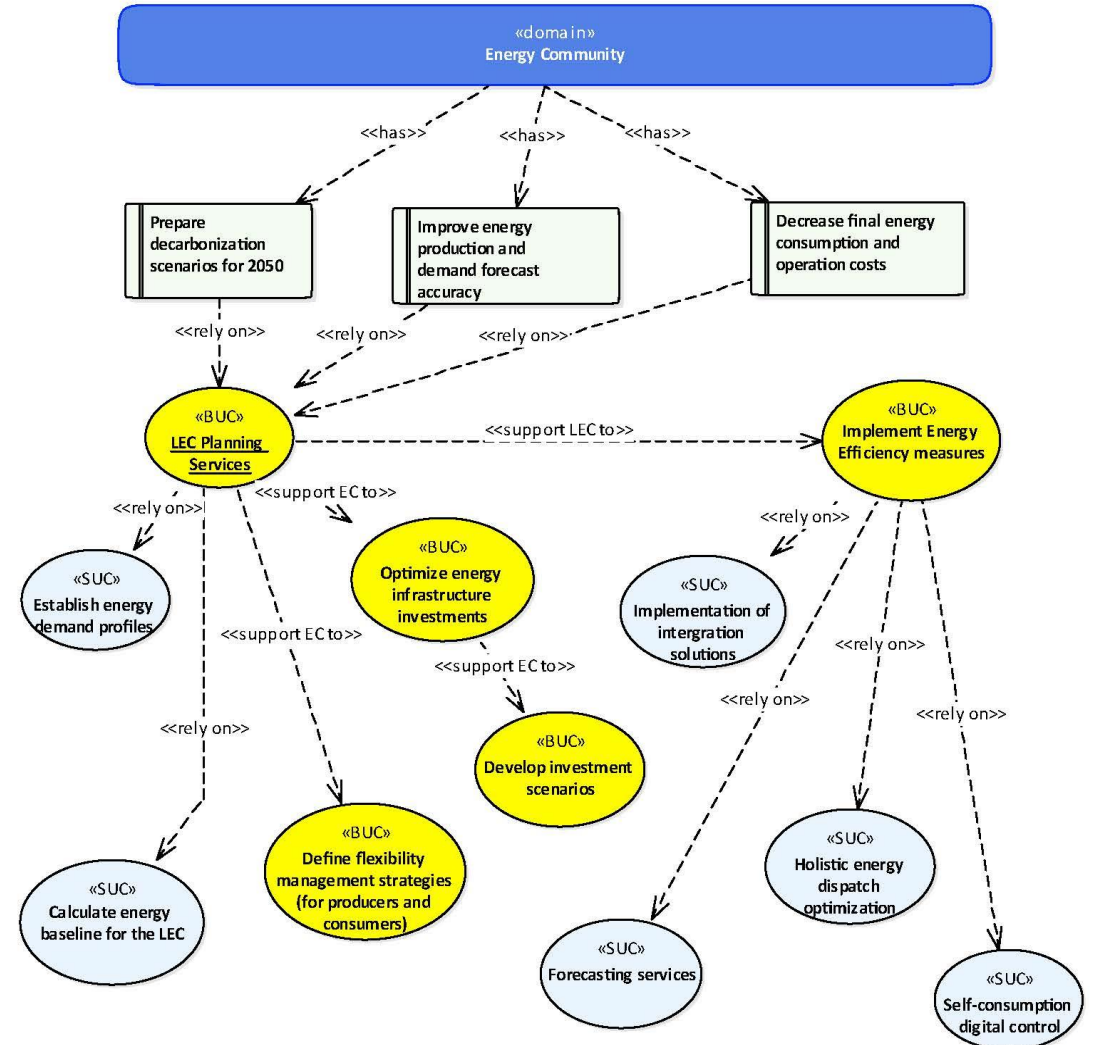 «domain»
Energy Community
<<has>>
<<has>>
<<has>>
Prepare
decarbonization
scenarios for 2050
Improve energy
production and
demand forecast
accuracy
Decrease final energy
consumption and
operation costs
<<rely on>>
<<rely on>>
<<rely on>>
«BUC»
LEC Planning
Services
<<support LEC to>>
«BUC»
Implement Energy
Efficiency measures
<<rely on>>
<<support EC to>>
<<rely on>>
«SUC»
Establish energy
demand profiles
«BUC»
Optimize energy
infrastructure
investments
«SUC»
Implementation of
intergration
solutions
<<support EC to>>
<<support EC to>>
<<rely on>>
<<rely on>>
<<rely on>>
<<rely on>>
«BUC»
Develop investment
scenarios
«BUC»
Define flexibility
management strategies
(for producers and
consumers)
«SUC»
Holistic energy
dispatch
optimization
«SUC»
Calculate energy
baseline for the LEC
«SUC»
Forecasting services
«SUC»
Self-consumption
digital control